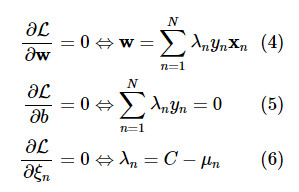 ∂ℒ/∂𝐰 = 0 ⇔ 𝐰 = ∑_{n=1}^{N} λ_n y_n 𝐱_n (4)
∂ℒ/∂b = 0 ⇔ ∑_{n=1}^{N} λ_n y_n = 0 (5)
∂ℒ/∂ξ_n = 0 ⇔ λ_n = C − μ_n (6)